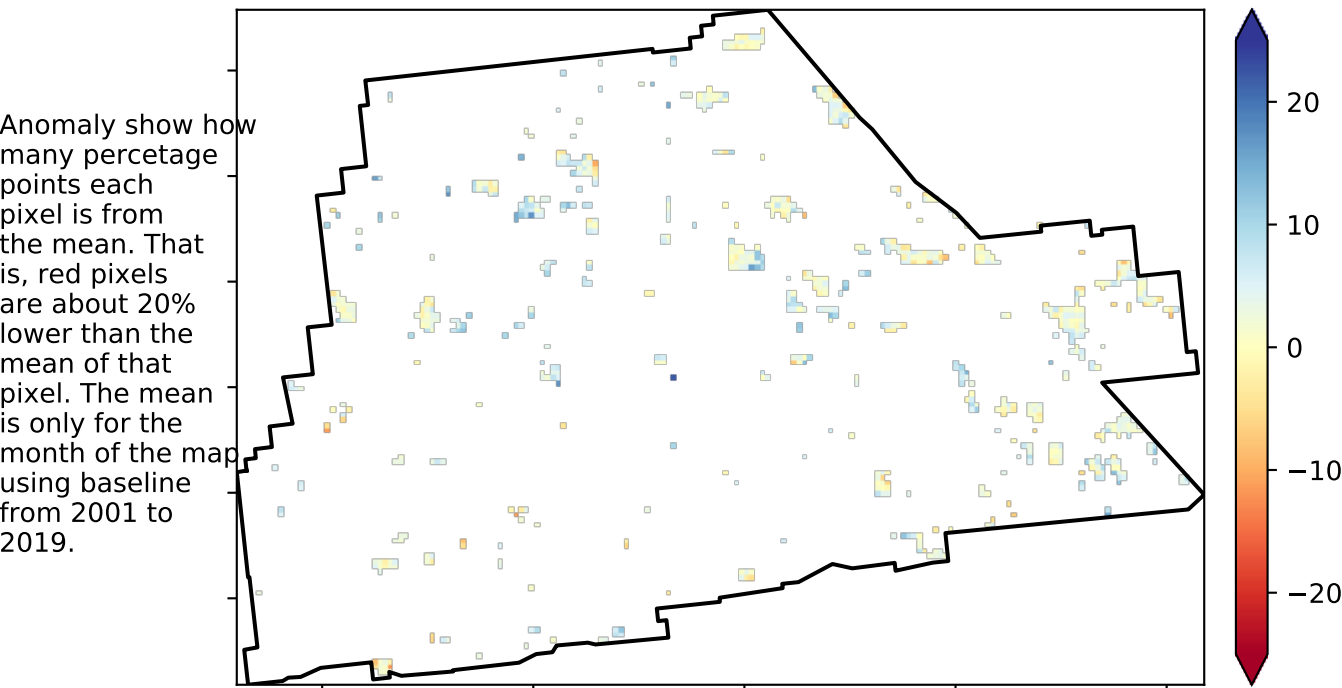 Anomaly show how
many percetage
points each
pixel is from
the mean. That
is, red pixels
are about 20%
lower than the
mean of that
pixel. The mean
is only for the
month of the map
using baseline
from 2001 to
2019.
20
10
0
−10
−20